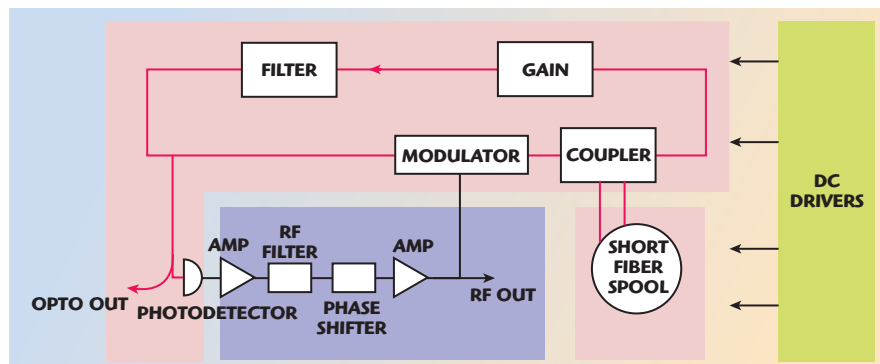 FILTER
GAIN
MODULATOR
COUPLER
DC
DRIVERS
AMP
RF
FILTER
AMP
SHORT
FIBER
SPOOL
OPTO OUT
PHOTODETECTOR
PHASE
SHIFTER
RF OUT